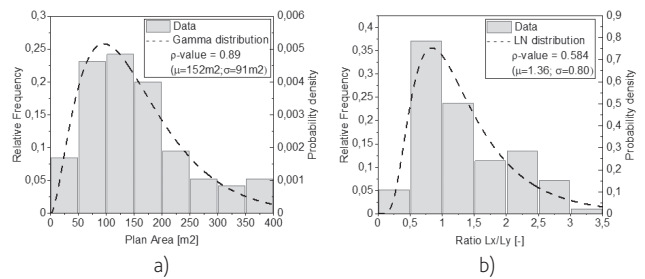 0,3
0,25
0,2
0,15
0,1
0,05
0
Relative Frequency
Data
Gamma distribution
ρ-value = 0.89
(μ=152m2;σ=91m2)
0,006
0,005
0,004
0,003
0,002
0,001
0
Probability density
0 50 100 150 200 250 300 350 400
Plan Area [m2]
a)
0,4
0,35
0,3
0,25
0,2
0,15
0,1
0,05
0
Relative Frequency
Data
LN distribution
ρ-value = 0.584
(μ=1.36; σ=0.80)
0,9
0,8
0,7
0,6
0,5
0,4
0,3
0,2
0,1
0
Probability density
0 0,5 1 1,5 2 2,5 3 3,5
Ratio Lx/Ly [-]
b)